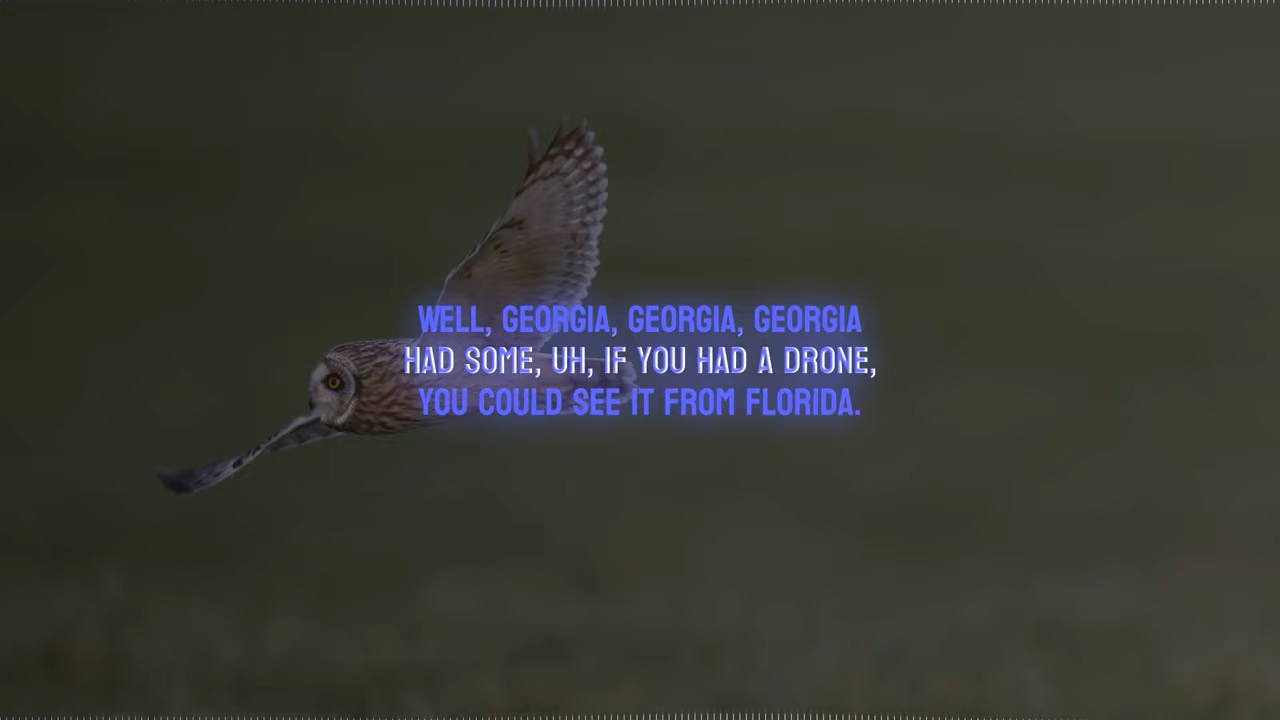 WELL, GEORGIA, GEORGIA, GEORGIA
HAD SOME, UH, IF YOU HAD A DRONE,
YOU COULD SEE IT FROM FLORIDA.